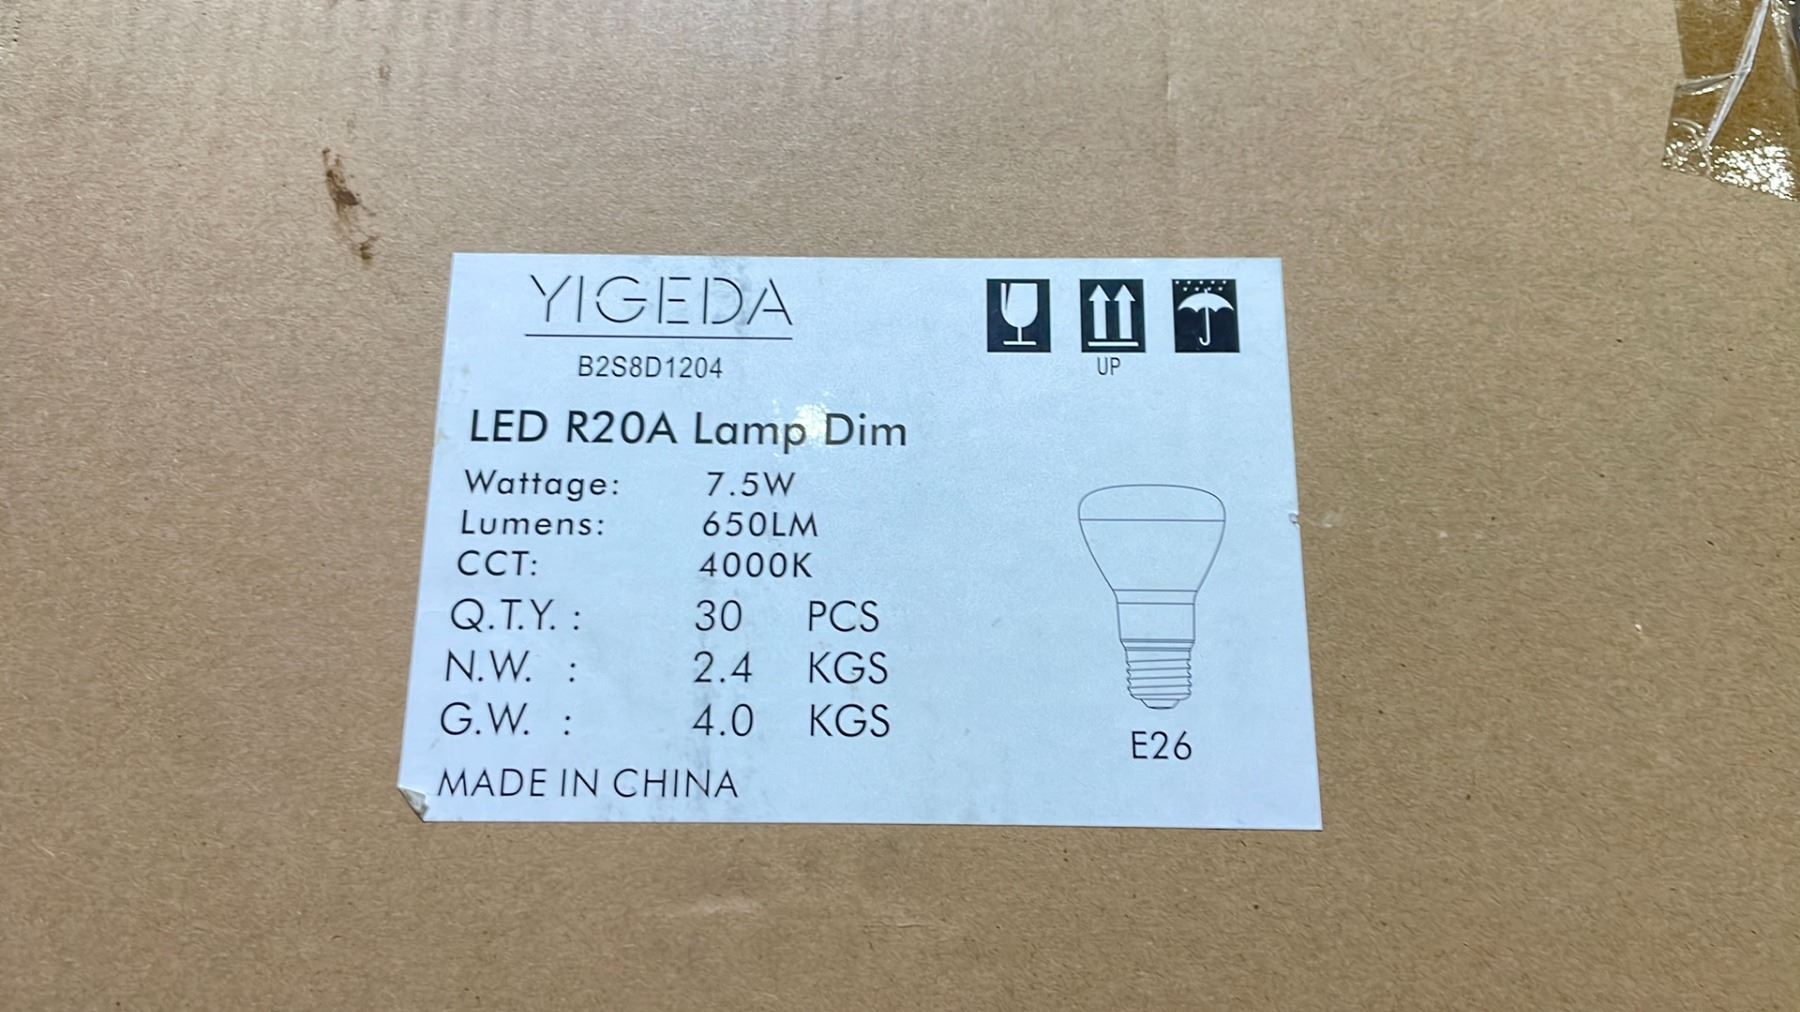 YIGEDA
B2S8D1204
UP
LED R20A Lamp Dim
Wattage: 7.5W
Lumens: 650LM
CCT: 4000K
Q.T.Y. : 30 PCS
N.W. : 2.4 KGS
G.W. : 4.0 KGS
MADE IN CHINA
E26